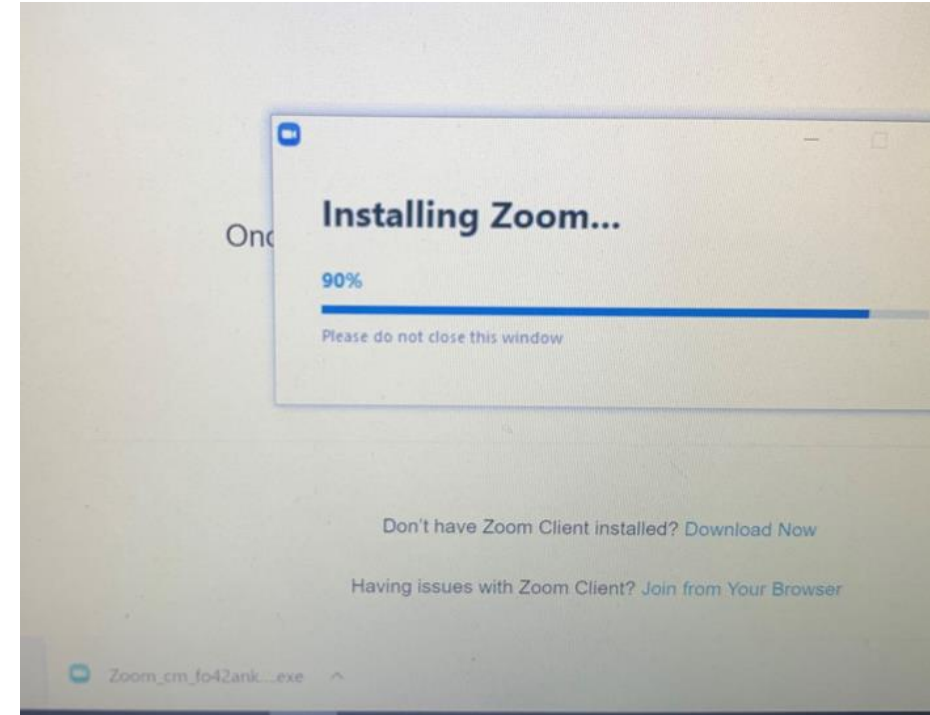 Installing Zoom...
Onc
90%
Please do not close this window
Don't have Zoom Client installed? Download Now
Having issues with Zoom Client? Join from Your Browser
Zoom_cm_fo42ank...exe